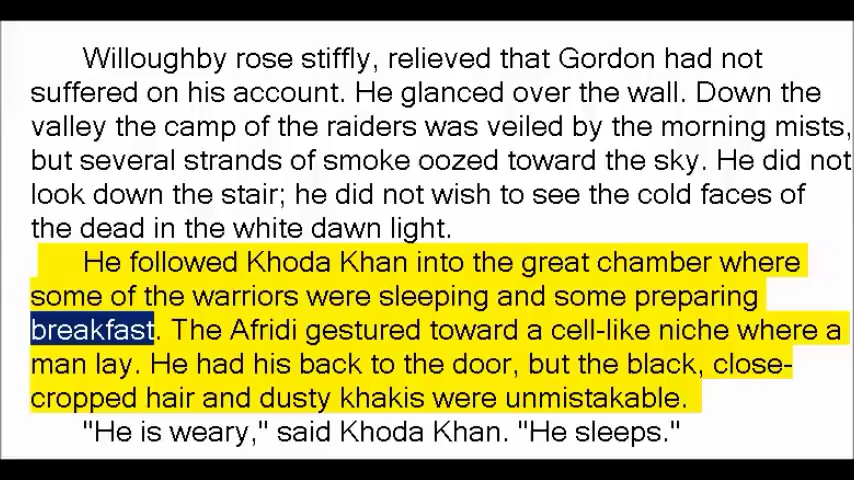 Willoughby rose stiffly, relieved that Gordon had not
suffered on his account. He glanced over the wall. Down the
valley the camp of the raiders was veiled by the morning mists,
but several strands of smoke oozed toward the sky. He did not
look down the stair; he did not wish to see the cold faces of
the dead in the white dawn light.
He followed Khoda Khan into the great chamber where
some of the warriors were sleeping and some preparing
breakfast. The Afridi gestured toward a cell-like niche where a
man lay. He had his back to the door, but the black, close-
cropped hair and dusty khakis were unmistakable.
"He is weary," said Khoda Khan. "He sleeps."